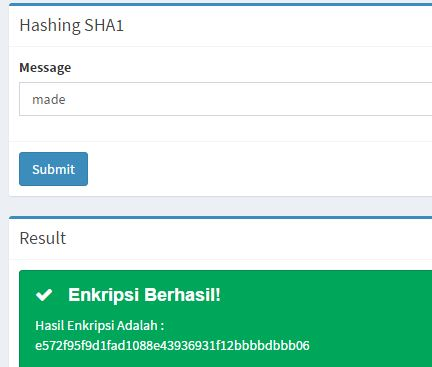 Hashing SHA1
Message
made
Submit
Result
Enkripsi Berhasil!
Hasil Enkripsi Adalah :
e572f95f9d1fad1088e43936931f12bbbbdbbb06